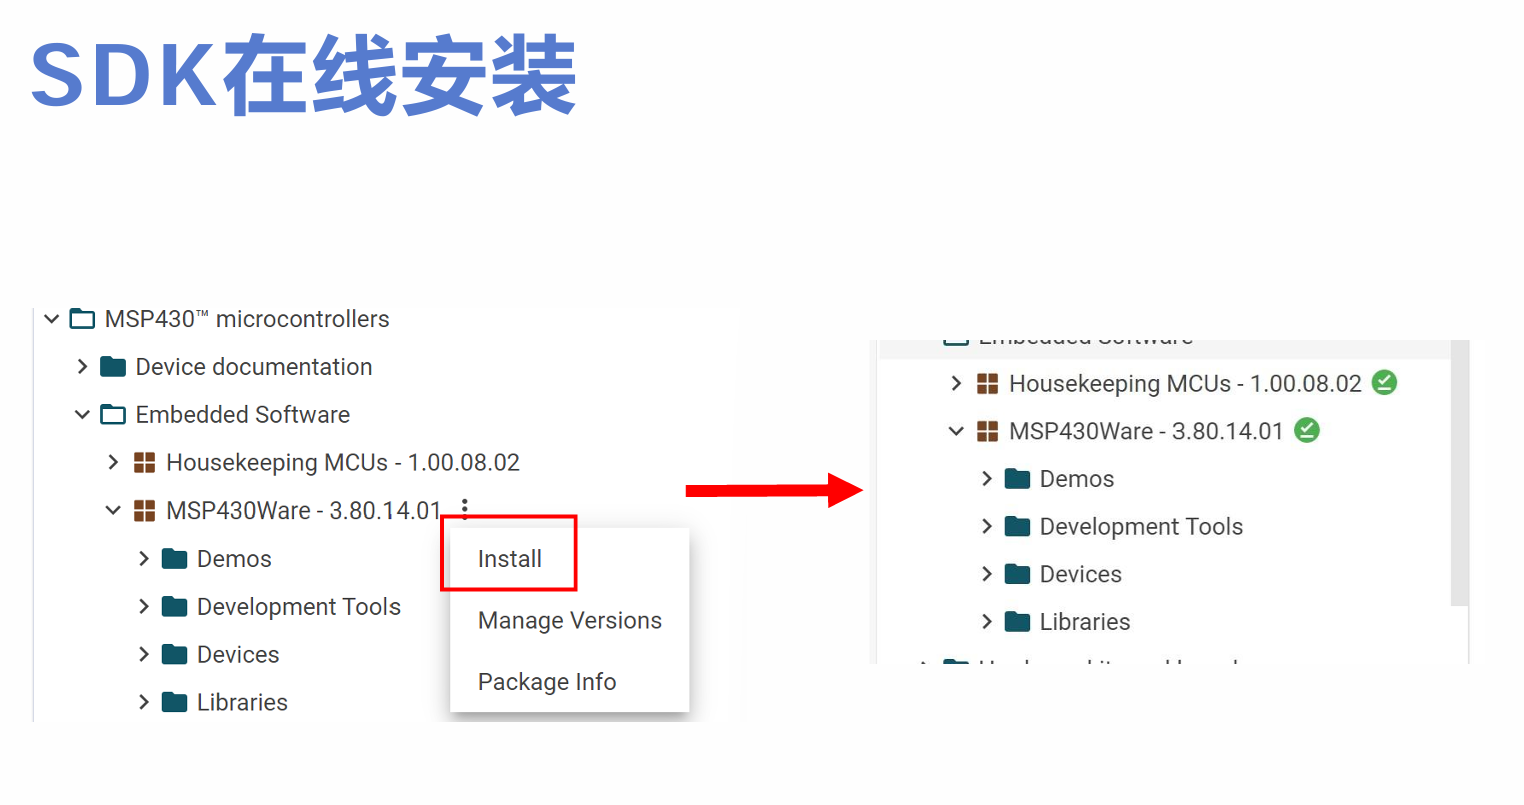 SDK在线安装
MSP430™ microcontrollers
Device documentation
Embedded Software
Housekeeping MCUs - 1.00.08.02
MSP430Ware - 3.80.14.01
Demos
Development Tools
Devices
Libraries
Install
Manage Versions
Package Info
Embedded Software
Housekeeping MCUs - 1.00.08.02
MSP430Ware - 3.80.14.01
Demos
Development Tools
Devices
Libraries